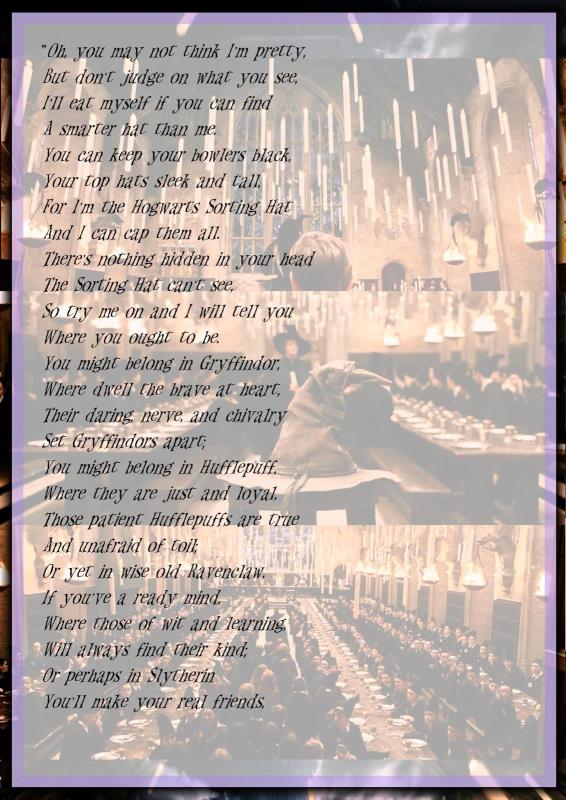 "Oh, you may not think I'm pretty,
But don't judge on what you see,
I'll eat myself if you can find
A smarter hat than me.
You can keep your bowlers black,
Your top hats sleek and tall,
For I'm the Hogwarts Sorting Hat
And I can cap them all.
There's nothing hidden in your head
The Sorting Hat can't see,
So try me on and I will tell you
Where you ought to be.
You might belong in Gryffindor,
Where dwell the brave at heart,
Their daring, nerve, and chivalry
Set Gryffindors apart;
You might belong in Hufflepuff,
Where they are just and loyal,
Those patient Hufflepuffs are true
And unafraid of toil;
Or yet in wise old Ravenclaw,
If you've a ready mind,
Where those of wit and learning,
Will always find their kind;
Or perhaps in Slytherin
You'll make your real friends,